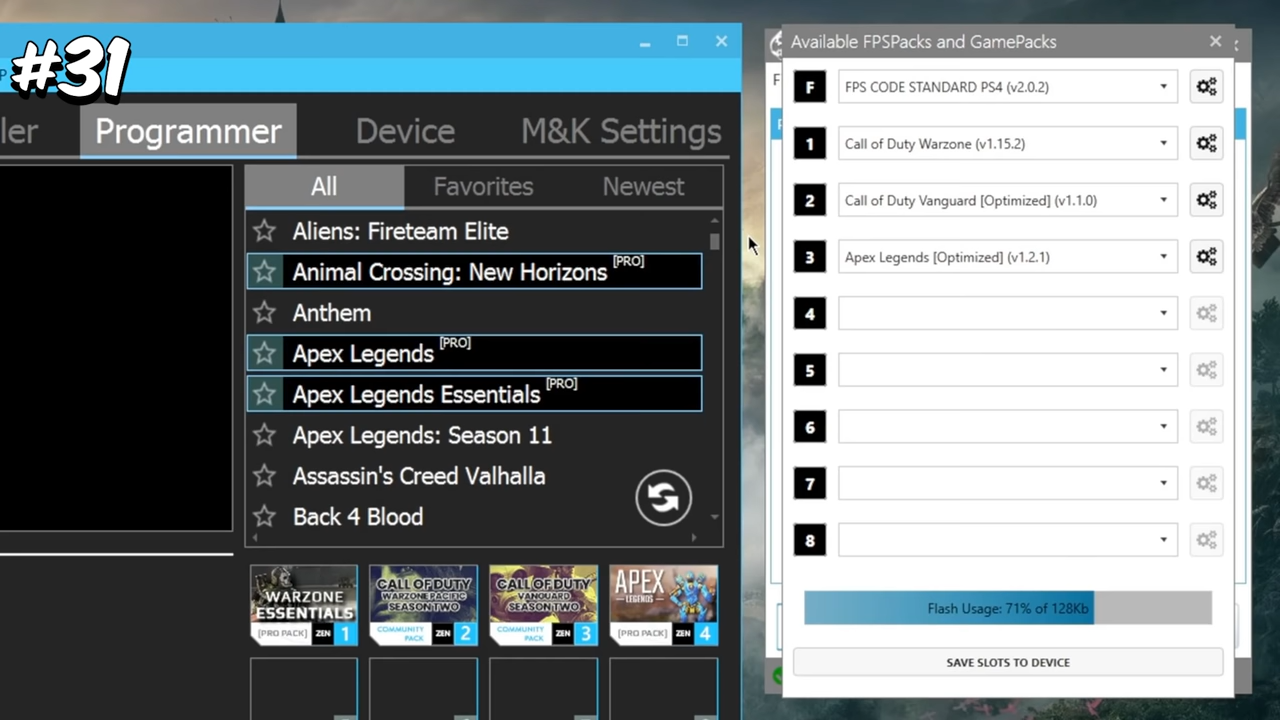 #31
P
ler
Programmer
Device
M&K Settings
All
Favorites
Newest
Aliens: Fireteam Elite
Animal Crossing: New Horizons [PRO]
Anthem
Apex Legends [PRO]
Apex Legends Essentials [PRO]
Apex Legends: Season 11
Assassin's Creed Valhalla
Back 4 Blood
WARZONE
ESSENTIALS
[PRO PACK] ZEN 1
CALL OF DUTY
WARZONE PACIFIC
SEASON TWO
COMMUNITY
PACK ZEN 2
CALL OF DUTY
VANGUARD
SEASON TWO
COMMUNITY
PACK ZEN 3
APEX
LEGENDS
[PRO PACK] ZEN 4
Available FPSPacks and GamePacks
F
FPS CODE STANDARD PS4 (v2.0.2)
1
Call of Duty Warzone (v1.15.2)
2
Call of Duty Vanguard [Optimized] (v1.1.0)
3
Apex Legends [Optimized] (v1.2.1)
4
5
6
7
8
Flash Usage: 71% of 128Kb
SAVE SLOTS TO DEVICE